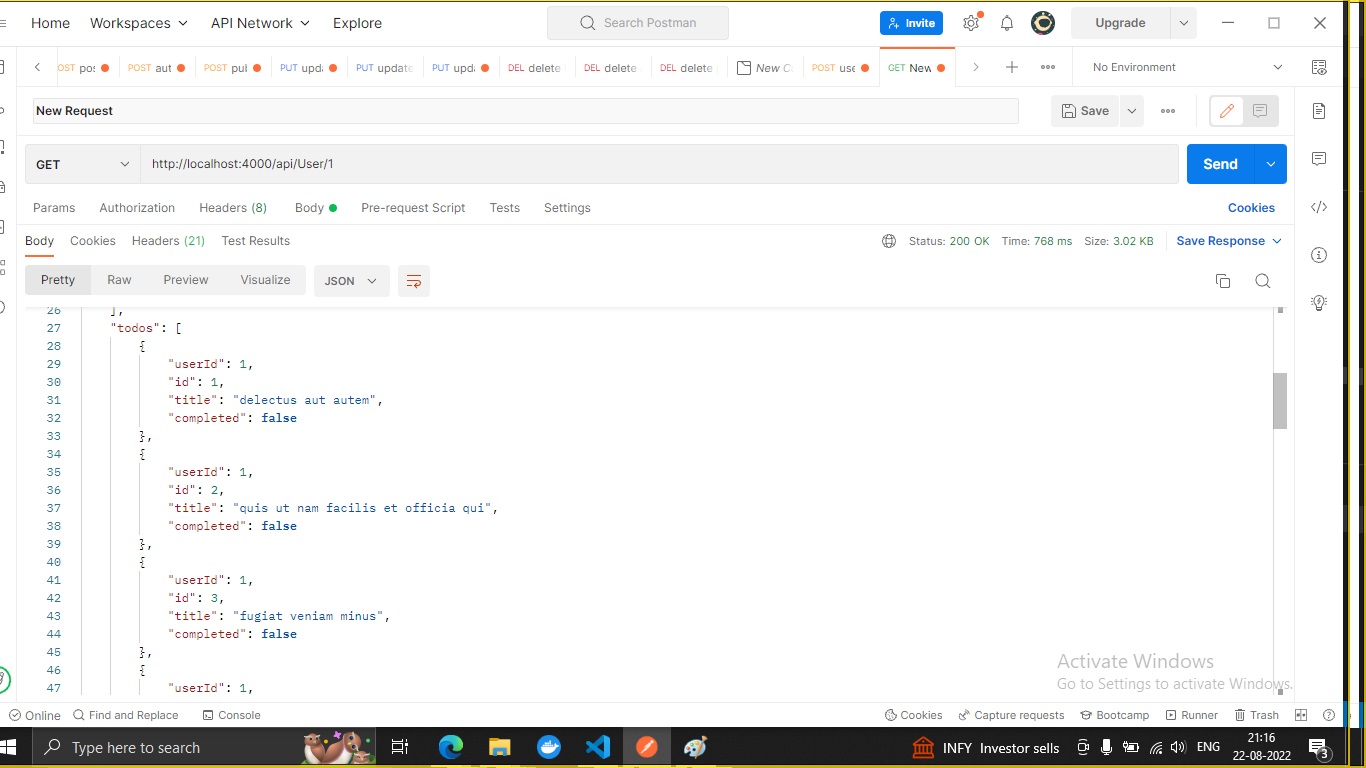 Home Workspaces API Network Explore Search Postman Invite Upgrade
OST pos POST aut POST pul PUT upda PUT update PUT upda DEL delete DEL delete DEL delete New C POST use GET New No Environment
New Request Save
GET http://localhost:4000/api/User/1 Send
Params Authorization Headers (8) Body Pre-request Script Tests Settings Cookies
Body Cookies Headers (21) Test Results Status: 200 OK Time: 768 ms Size: 3.02 KB Save Response
Pretty Raw Preview Visualize JSON
26 ],
27 "todos": [
28 {
29 "userId": 1,
30 "id": 1,
31 "title": "delectus aut autem",
32 "completed": false
33 },
34 {
35 "userId": 1,
36 "id": 2,
37 "title": "quis ut nam facilis et officia qui",
38 "completed": false
39 },
40 {
41 "userId": 1,
42 "id": 3,
43 "title": "fugiat veniam minus",
44 "completed": false
45 },
46 {
47 "userId": 1,
Activate Windows
Go to Settings to activate Windows.
Online Find and Replace Console Cookies Capture requests Bootcamp Runner Trash
Type here to search INFY Investor sells ENG 21:16
22-08-2022 3